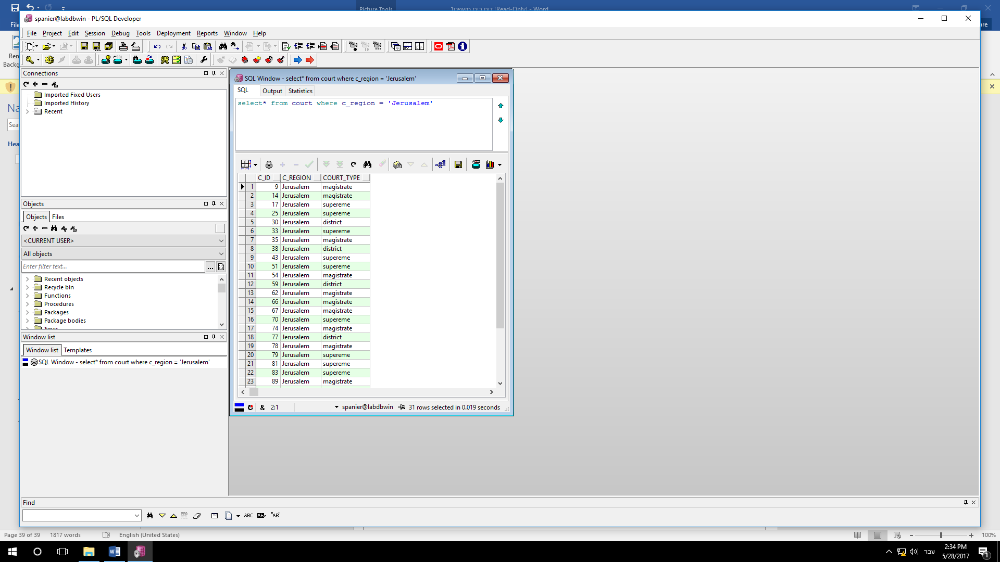 דוח בית משפט1 [Read-Only] - Word
Picture Tools
File
spanier@labdbwin - PL/SQL Developer
File Project Edit Session Debug Tools Deployment Reports Window Help
Connections
Imported Fixed Users
Imported History
Recent
Objects
Objects Files
<CURRENT USER>
All objects
Enter filter text...
Recent objects
Recycle bin
Functions
Procedures
Packages
Package bodies
Types
Window list
Window list Templates
SQL Window - select* from court where c_region = 'Jerusalem'
SQL Window - select* from court where c_region = 'Jerusalem'
SQL Output Statistics
select* from court where c_region = 'Jerusalem'
C_ID C_REGION COURT_TYPE
1 9 Jerusalem magistrate
2 14 Jerusalem magistrate
3 17 Jerusalem supereme
4 25 Jerusalem supereme
5 30 Jerusalem district
6 33 Jerusalem supereme
7 35 Jerusalem magistrate
8 38 Jerusalem district
9 43 Jerusalem supereme
10 51 Jerusalem supereme
11 54 Jerusalem magistrate
12 59 Jerusalem district
13 62 Jerusalem magistrate
14 66 Jerusalem magistrate
15 67 Jerusalem magistrate
16 70 Jerusalem supereme
17 74 Jerusalem magistrate
18 77 Jerusalem district
19 78 Jerusalem magistrate
20 79 Jerusalem supereme
21 81 Jerusalem supereme
22 83 Jerusalem supereme
23 89 Jerusalem magistrate
& 2:1 spanier@labdbwin 31 rows selected in 0.019 seconds
Find
ABC ABc "AB"
Page 39 of 39 1817 words English (United States) 100%
עבר
2:34 PM
5/28/2017
1